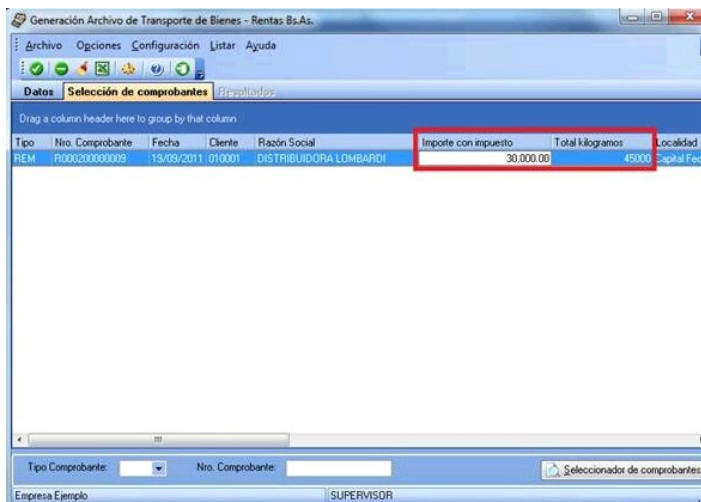 Generación Archivo de Transporte de Bienes - Rentas Bs.As.
Archivo Opciones Configuración Listar Ayuda
Datos Selección de comprobantes Resultados
Drag a column header here to group by that column
Tipo Nro. Comprobante Fecha Cliente Razón Social Importe con impuesto Total kilogramos Localidad
REM R000200000009 19/09/2011 010001 DISTRIBUIDORA LOMBARDI 30,000.00 45000 Capital Fed
Tipo Comprobante: Nro. Comprobante: Seleccionador de comprobantes
Empresa Ejemplo SUPERVISOR